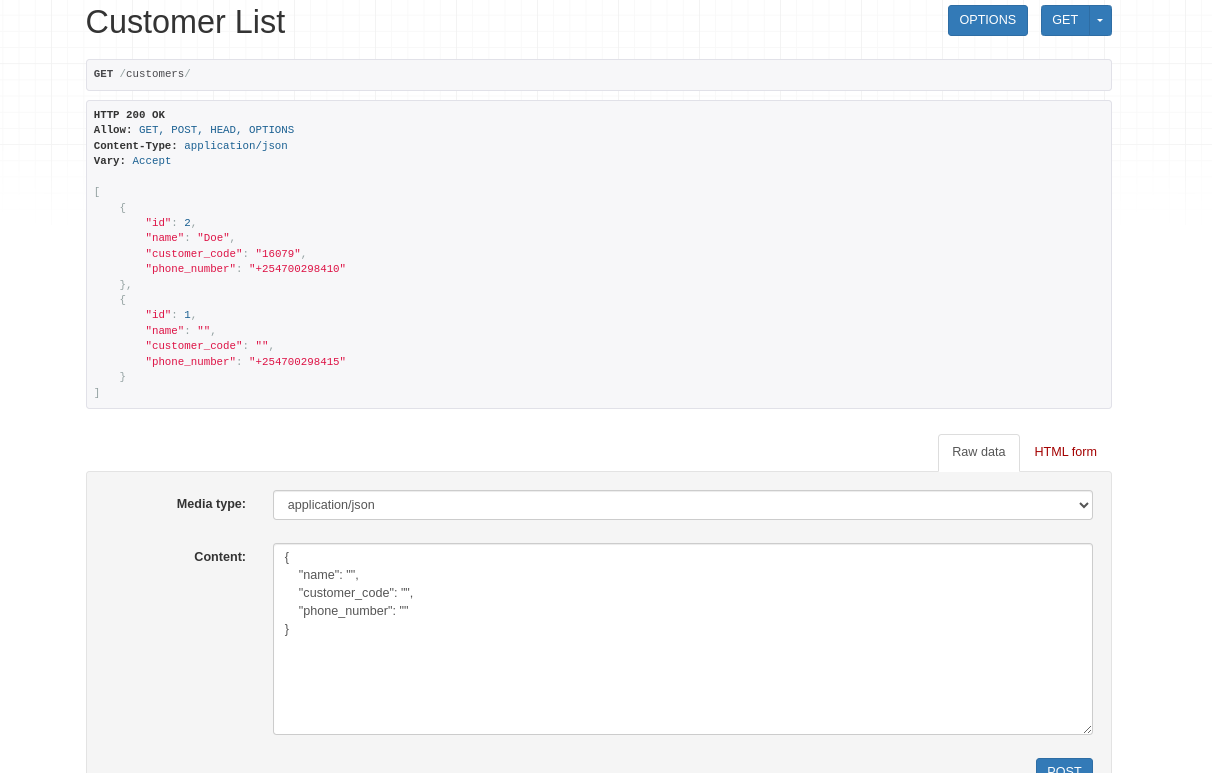 Customer List
OPTIONS GET
GET /customers/
HTTP 200 OK
Allow: GET, POST, HEAD, OPTIONS
Content-Type: application/json
Vary: Accept
[
    {
        "id": 2,
        "name": "Doe",
        "customer_code": "16079",
        "phone_number": "+254700298410"
    },
    {
        "id": 1,
        "name": "",
        "customer_code": "",
        "phone_number": "+254700298415"
    }
]
Raw data HTML form
Media type: application/json
Content:
{
    "name": "",
    "customer_code": "",
    "phone_number": ""
}
POST